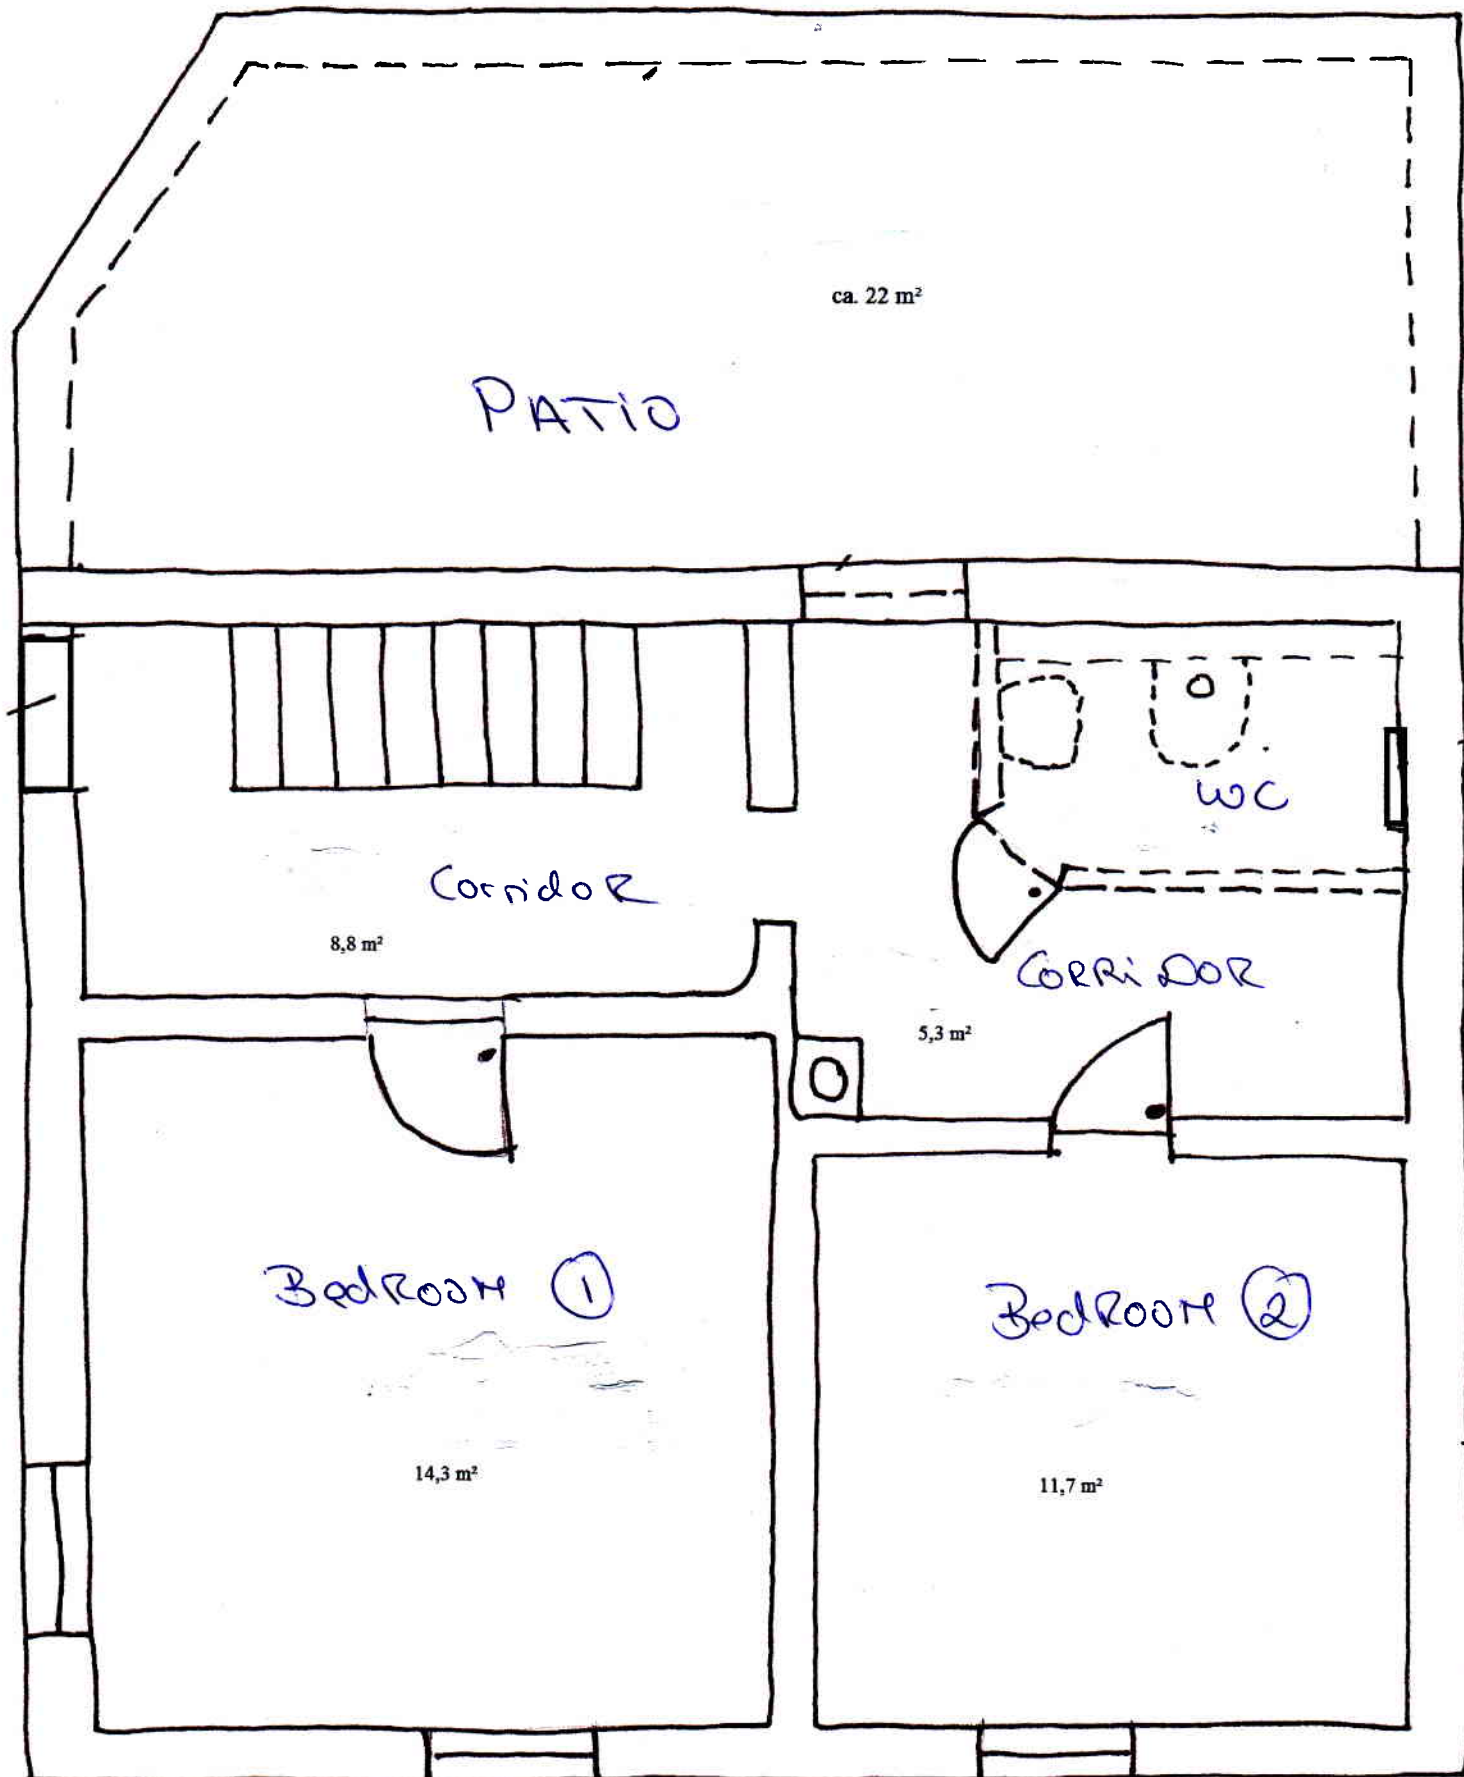 ca. 22 m²
PATIO
WC
Corridor
8,8 m²
CORRIDOR
5,3 m²
Bedroom 1
Bedroom 2
14,3 m²
11,7 m²